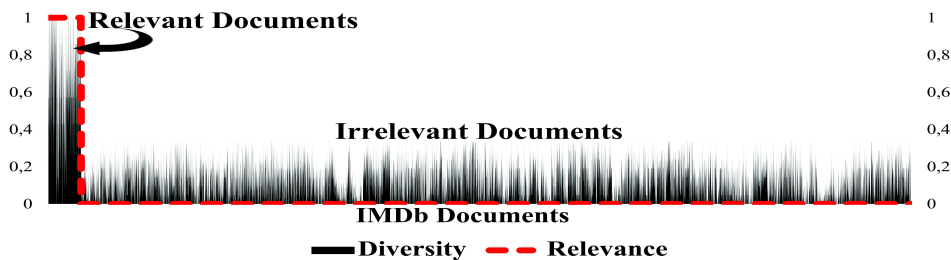 1 Relevant Documents 1
0,8 0,8
0,6 0,6
0,4 Irrelevant Documents 0,4
0,2 0,2
0 0
IMDb Documents
Diversity Relevance